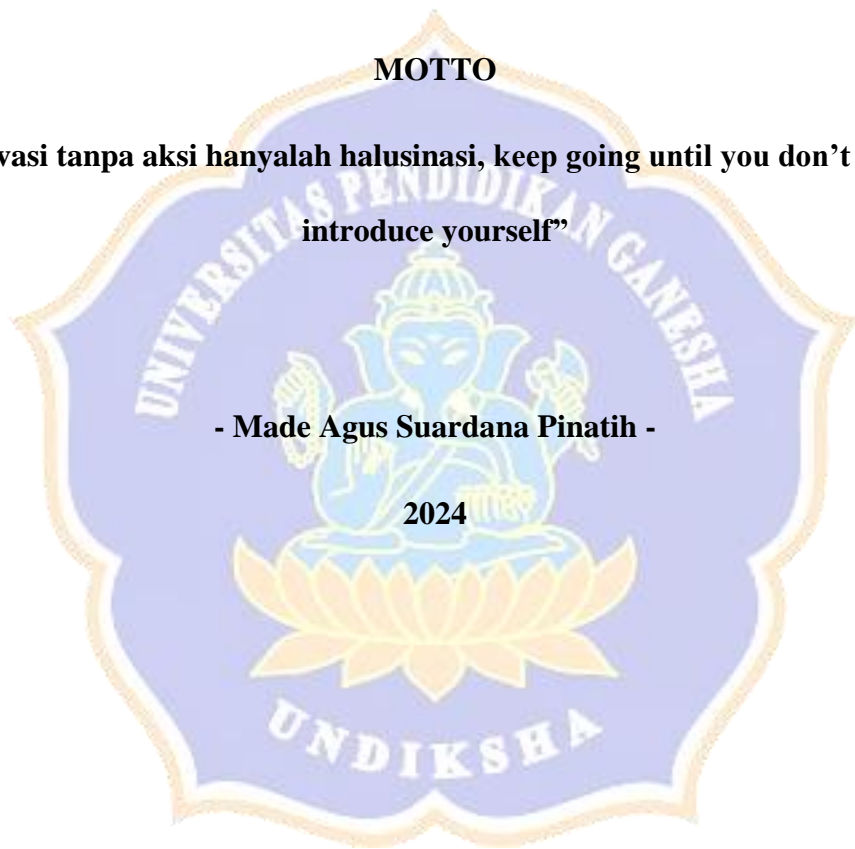 MOTTO
vasi tanpa aksi hanyalah halusinasi, keep going until you don’t
introduce yourself”
UNIVERSITAS PENDIDIKAN GANESHA
- Made Agus Suardana Pinatih -
2024
UNDIKSHA